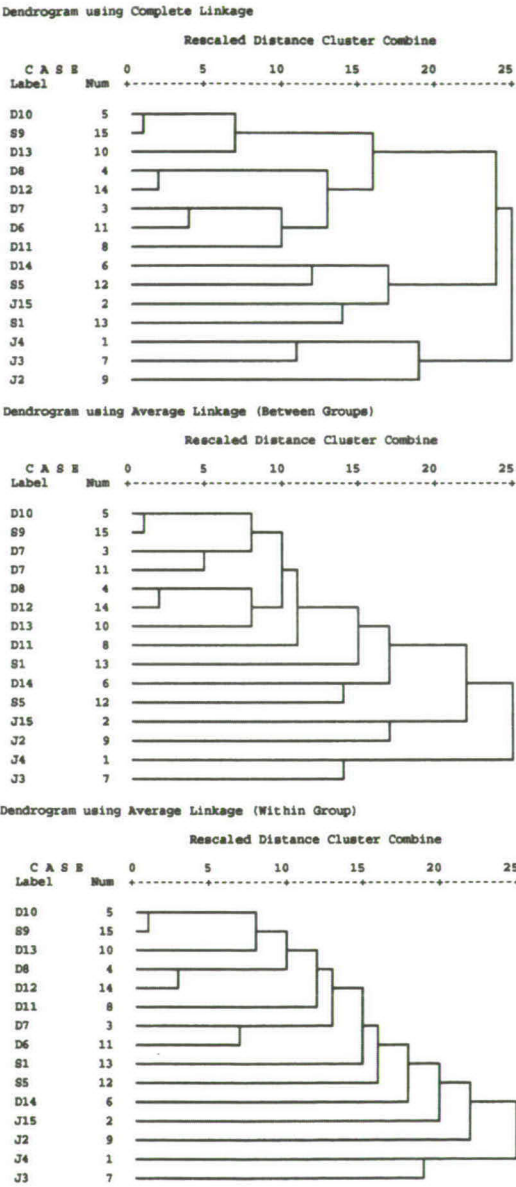 Dendrogram using Complete Linkage
Rescaled Distance Cluster Combine
C A S E 0 5 10 15 20 25
Label Num +---------+---------+---------+---------+---------+
D10 5
S9 15
D13 10
D8 4
D12 14
D7 3
D6 11
D11 8
D14 6
S5 12
J15 2
S1 13
J4 1
J3 7
J2 9
Dendrogram using Average Linkage (Between Groups)
Rescaled Distance Cluster Combine
C A S E 0 5 10 15 20 25
Label Num +---------+---------+---------+---------+---------+
D10 5
S9 15
D7 3
D7 11
D8 4
D12 14
D13 10
D11 8
S1 13
D14 6
S5 12
J15 2
J2 9
J4 1
J3 7
Dendrogram using Average Linkage (Within Group)
Rescaled Distance Cluster Combine
C A S E 0 5 10 15 20 25
Label Num +---------+---------+---------+---------+---------+
D10 5
S9 15
D13 10
D8 4
D12 14
D11 8
D7 3
D6 11
S1 13
S5 12
D14 6
J15 2
J2 9
J4 1
J3 7